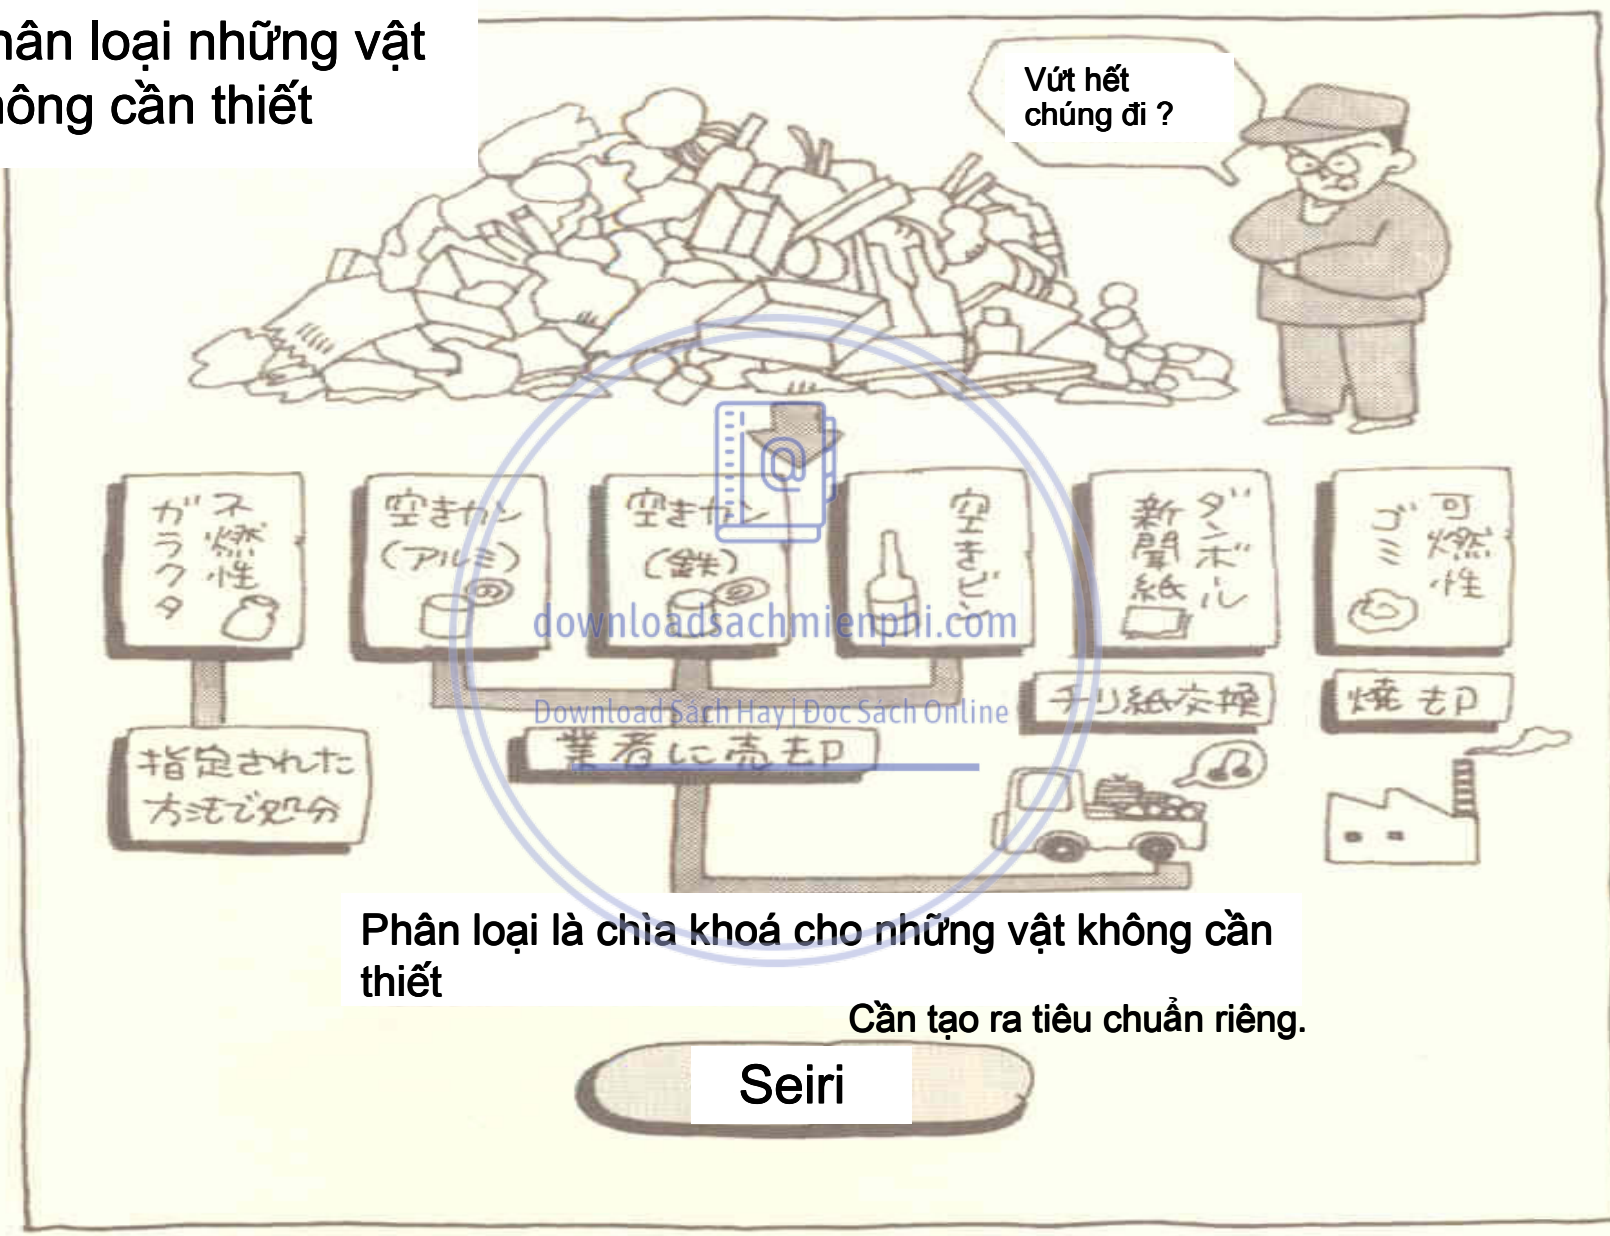 hân loại những vật
hông cần thiết
Vứt hết
chúng đi ?
不燃性
ガラクタ
空きカン
(アルミ)
空きカン
(鉄)
空きビン
ダンボール
新聞紙
可燃性
ゴミ
downloadsachmienphi.com
Download Sách Hay | Đọc Sách Online
チリ紙交換
焼却
指定された
方法で処分
業者に売却
Phân loại là chìa khoá cho những vật không cần
thiết
Cần tạo ra tiêu chuẩn riêng.
Seiri